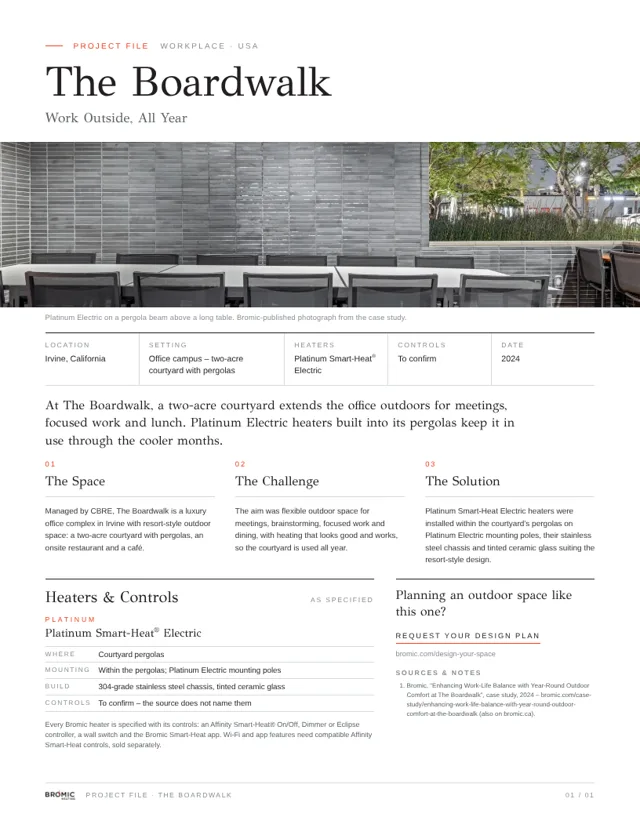 PROJECT FILE WORKPLACE · USA
The Boardwalk
Work Outside, All Year
Platinum Electric on a pergola beam above a long table. Bromic-published photograph from the case study.
LOCATION
Irvine, California
SETTING
Office campus – two-acre
courtyard with pergolas
HEATERS
Platinum Smart-Heat®
Electric
CONTROLS
To confirm
DATE
2024
At The Boardwalk, a two-acre courtyard extends the office outdoors for meetings,
focused work and lunch. Platinum Electric heaters built into its pergolas keep it in
use through the cooler months.
01
The Space
Managed by CBRE, The Boardwalk is a luxury
office complex in Irvine with resort-style outdoor
space: a two-acre courtyard with pergolas, an
onsite restaurant and a café.
02
The Challenge
The aim was flexible outdoor space for
meetings, brainstorming, focused work and
dining, with heating that looks good and works,
so the courtyard is used all year.
03
The Solution
Platinum Smart-Heat Electric heaters were
installed within the courtyard's pergolas on
Platinum Electric mounting poles, their stainless
steel chassis and tinted ceramic glass suiting the
resort-style design.
Heaters & Controls
AS SPECIFIED
PLATINUM
Platinum Smart-Heat® Electric
WHERE Courtyard pergolas
MOUNTING Within the pergolas; Platinum Electric mounting poles
BUILD 304-grade stainless steel chassis, tinted ceramic glass
CONTROLS To confirm – the source does not name them
Every Bromic heater is specified with its controls: an Affinity Smart-Heat® On/Off, Dimmer or Eclipse
controller, a wall switch and the Bromic Smart-Heat app. Wi-Fi and app features need compatible Affinity
Smart-Heat controls, sold separately.
Planning an outdoor space like
this one?
REQUEST YOUR DESIGN PLAN
bromic.com/design-your-space
SOURCES & NOTES
1. Bromic, "Enhancing Work-Life Balance with Year-Round Outdoor
Comfort at The Boardwalk", case study, 2024 – bromic.com/case-
study/enhancing-work-life-balance-with-year-round-outdoor-
comfort-at-the-boardwalk (also on bromic.ca).
BROMIC
HEATING
PROJECT FILE · THE BOARDWALK
01 / 01